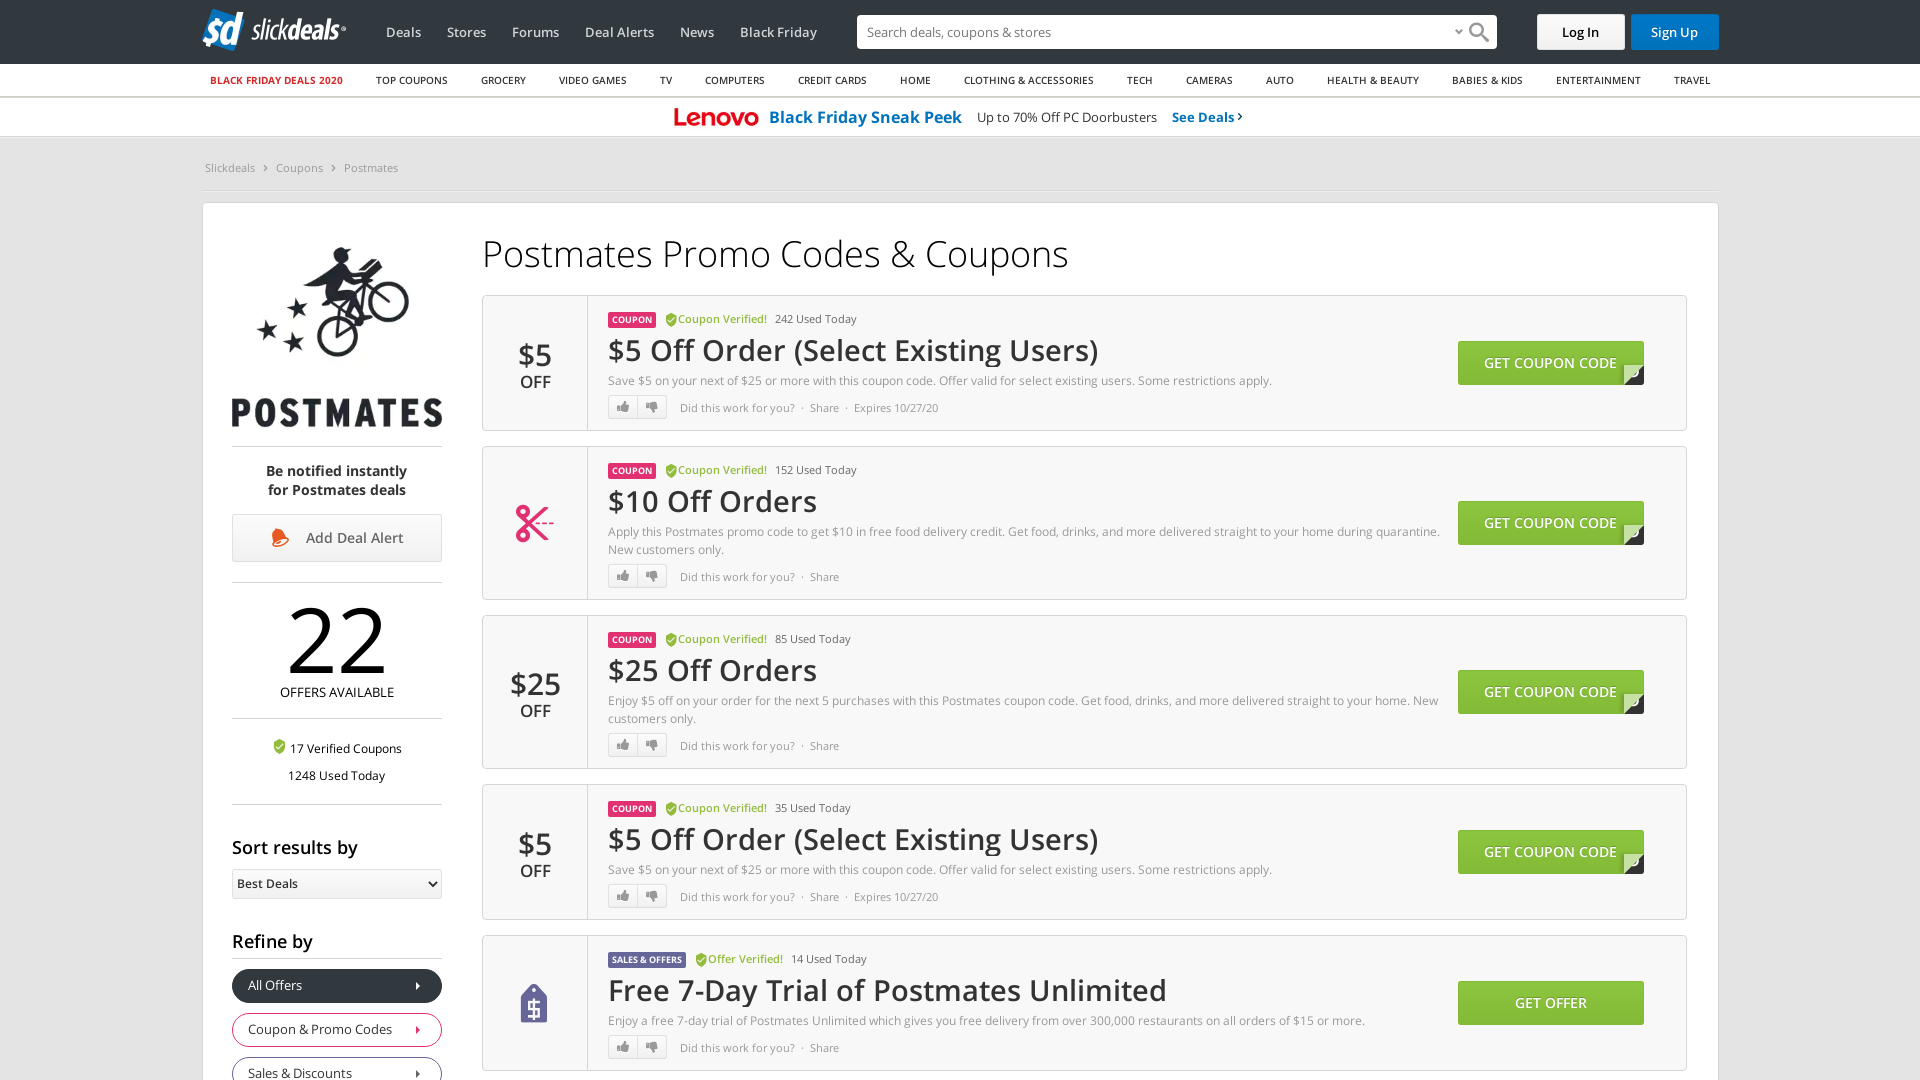 slickdeals
Deals Stores Forums Deal Alerts News Black Friday
Search deals, coupons & stores
Log In Sign Up
BLACK FRIDAY DEALS 2020 TOP COUPONS GROCERY VIDEO GAMES TV COMPUTERS CREDIT CARDS HOME CLOTHING & ACCESSORIES TECH CAMERAS AUTO HEALTH & BEAUTY BABIES & KIDS ENTERTAINMENT TRAVEL
Lenovo Black Friday Sneak Peek Up to 70% Off PC Doorbusters See Deals
Slickdeals Coupons Postmates
POSTMATES
Be notified instantly
for Postmates deals
Add Deal Alert
22
OFFERS AVAILABLE
17 Verified Coupons
1248 Used Today
Sort results by
Best Deals
Refine by
All Offers
Coupon & Promo Codes
Sales & Discounts
Postmates Promo Codes & Coupons
$5
OFF
COUPON Coupon Verified! 242 Used Today
$5 Off Order (Select Existing Users)
Save $5 on your next of $25 or more with this coupon code. Offer valid for select existing users. Some restrictions apply.
Did this work for you? · Share · Expires 10/27/20
GET COUPON CODE
COUPON Coupon Verified! 152 Used Today
$10 Off Orders
Apply this Postmates promo code to get $10 in free food delivery credit. Get food, drinks, and more delivered straight to your home during quarantine.
New customers only.
Did this work for you? · Share
GET COUPON CODE
$25
OFF
COUPON Coupon Verified! 85 Used Today
$25 Off Orders
Enjoy $5 off on your order for the next 5 purchases with this Postmates coupon code. Get food, drinks, and more delivered straight to your home. New
customers only.
Did this work for you? · Share
GET COUPON CODE
$5
OFF
COUPON Coupon Verified! 35 Used Today
$5 Off Order (Select Existing Users)
Save $5 on your next of $25 or more with this coupon code. Offer valid for select existing users. Some restrictions apply.
Did this work for you? · Share · Expires 10/27/20
GET COUPON CODE
SALES & OFFERS Offer Verified! 14 Used Today
Free 7-Day Trial of Postmates Unlimited
Enjoy a free 7-day trial of Postmates Unlimited which gives you free delivery from over 300,000 restaurants on all orders of $15 or more.
Did this work for you? · Share
GET OFFER